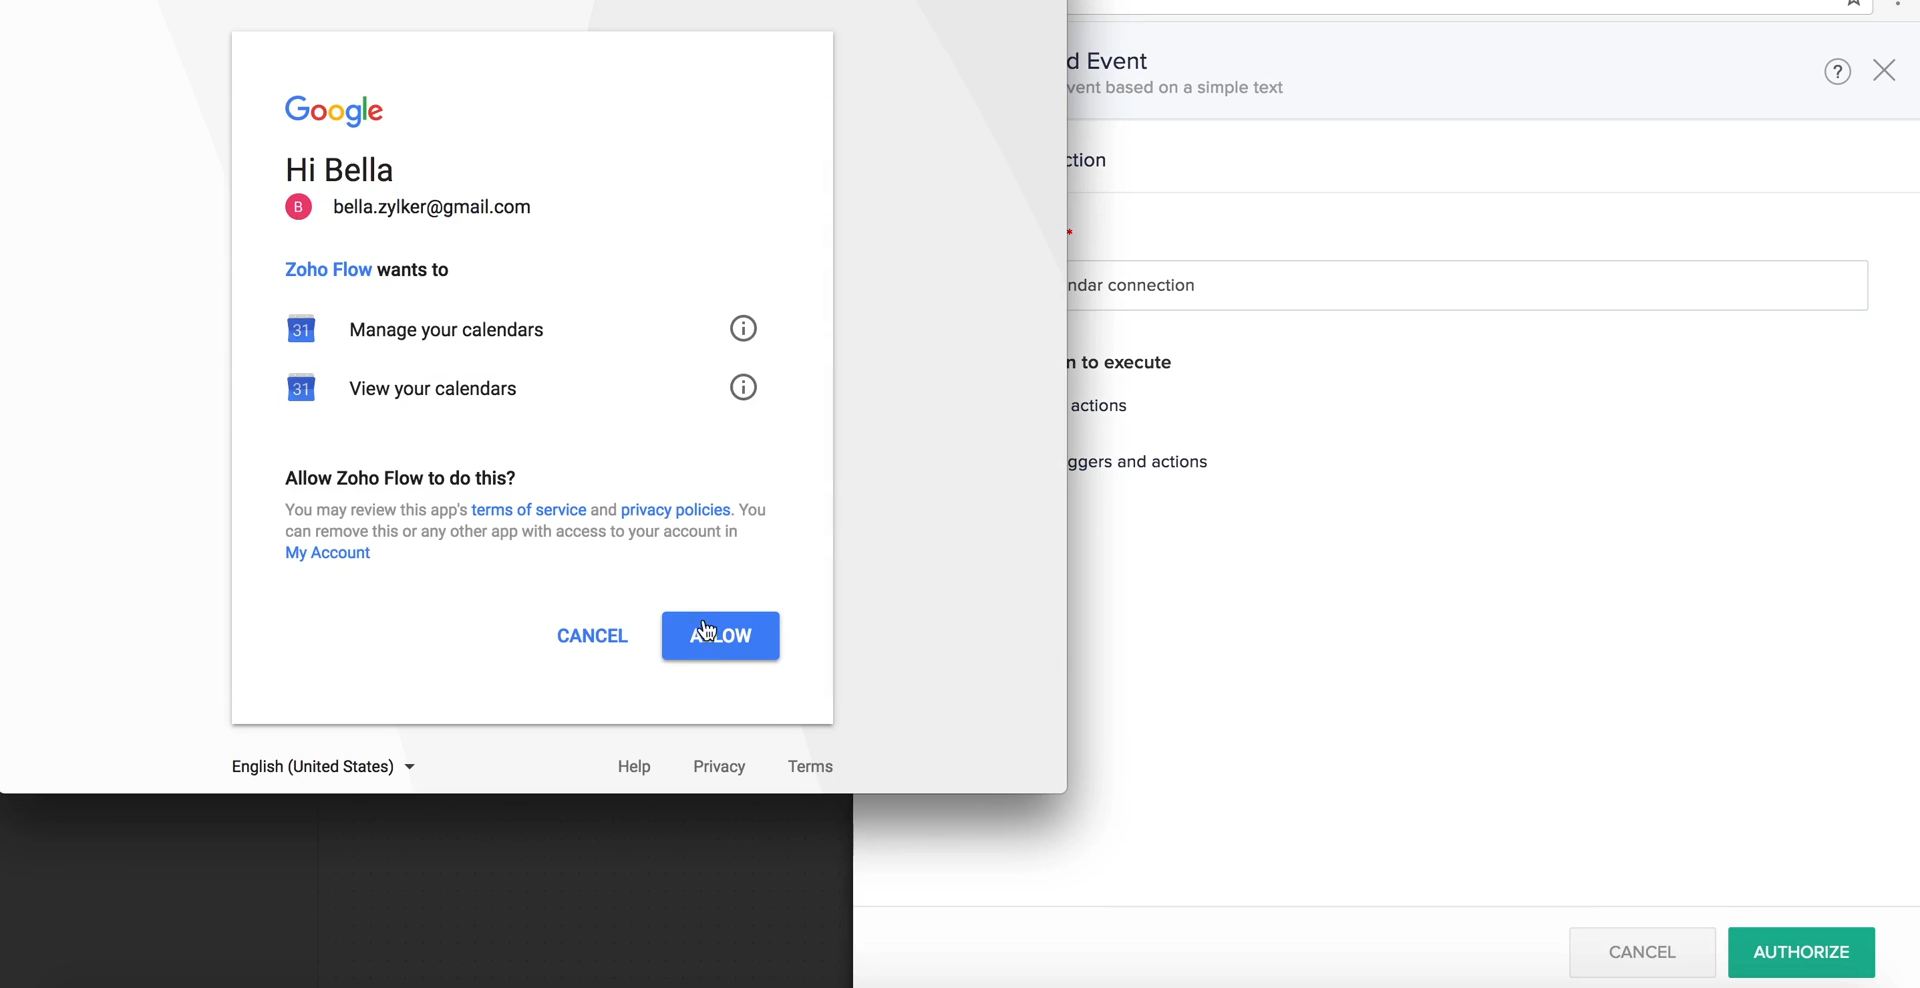 Google
Hi Bella
B bella.zylker@gmail.com
Zoho Flow wants to
31 Manage your calendars
31 View your calendars
Allow Zoho Flow to do this?
You may review this app's terms of service and privacy policies. You
can remove this or any other app with access to your account in
My Account
CANCEL
English (United States)
Help
Privacy
Terms
d Event
vent based on a simple text
?
ction
*
ndar connection
n to execute
actions
ggers and actions
CANCEL
AUTHORIZE